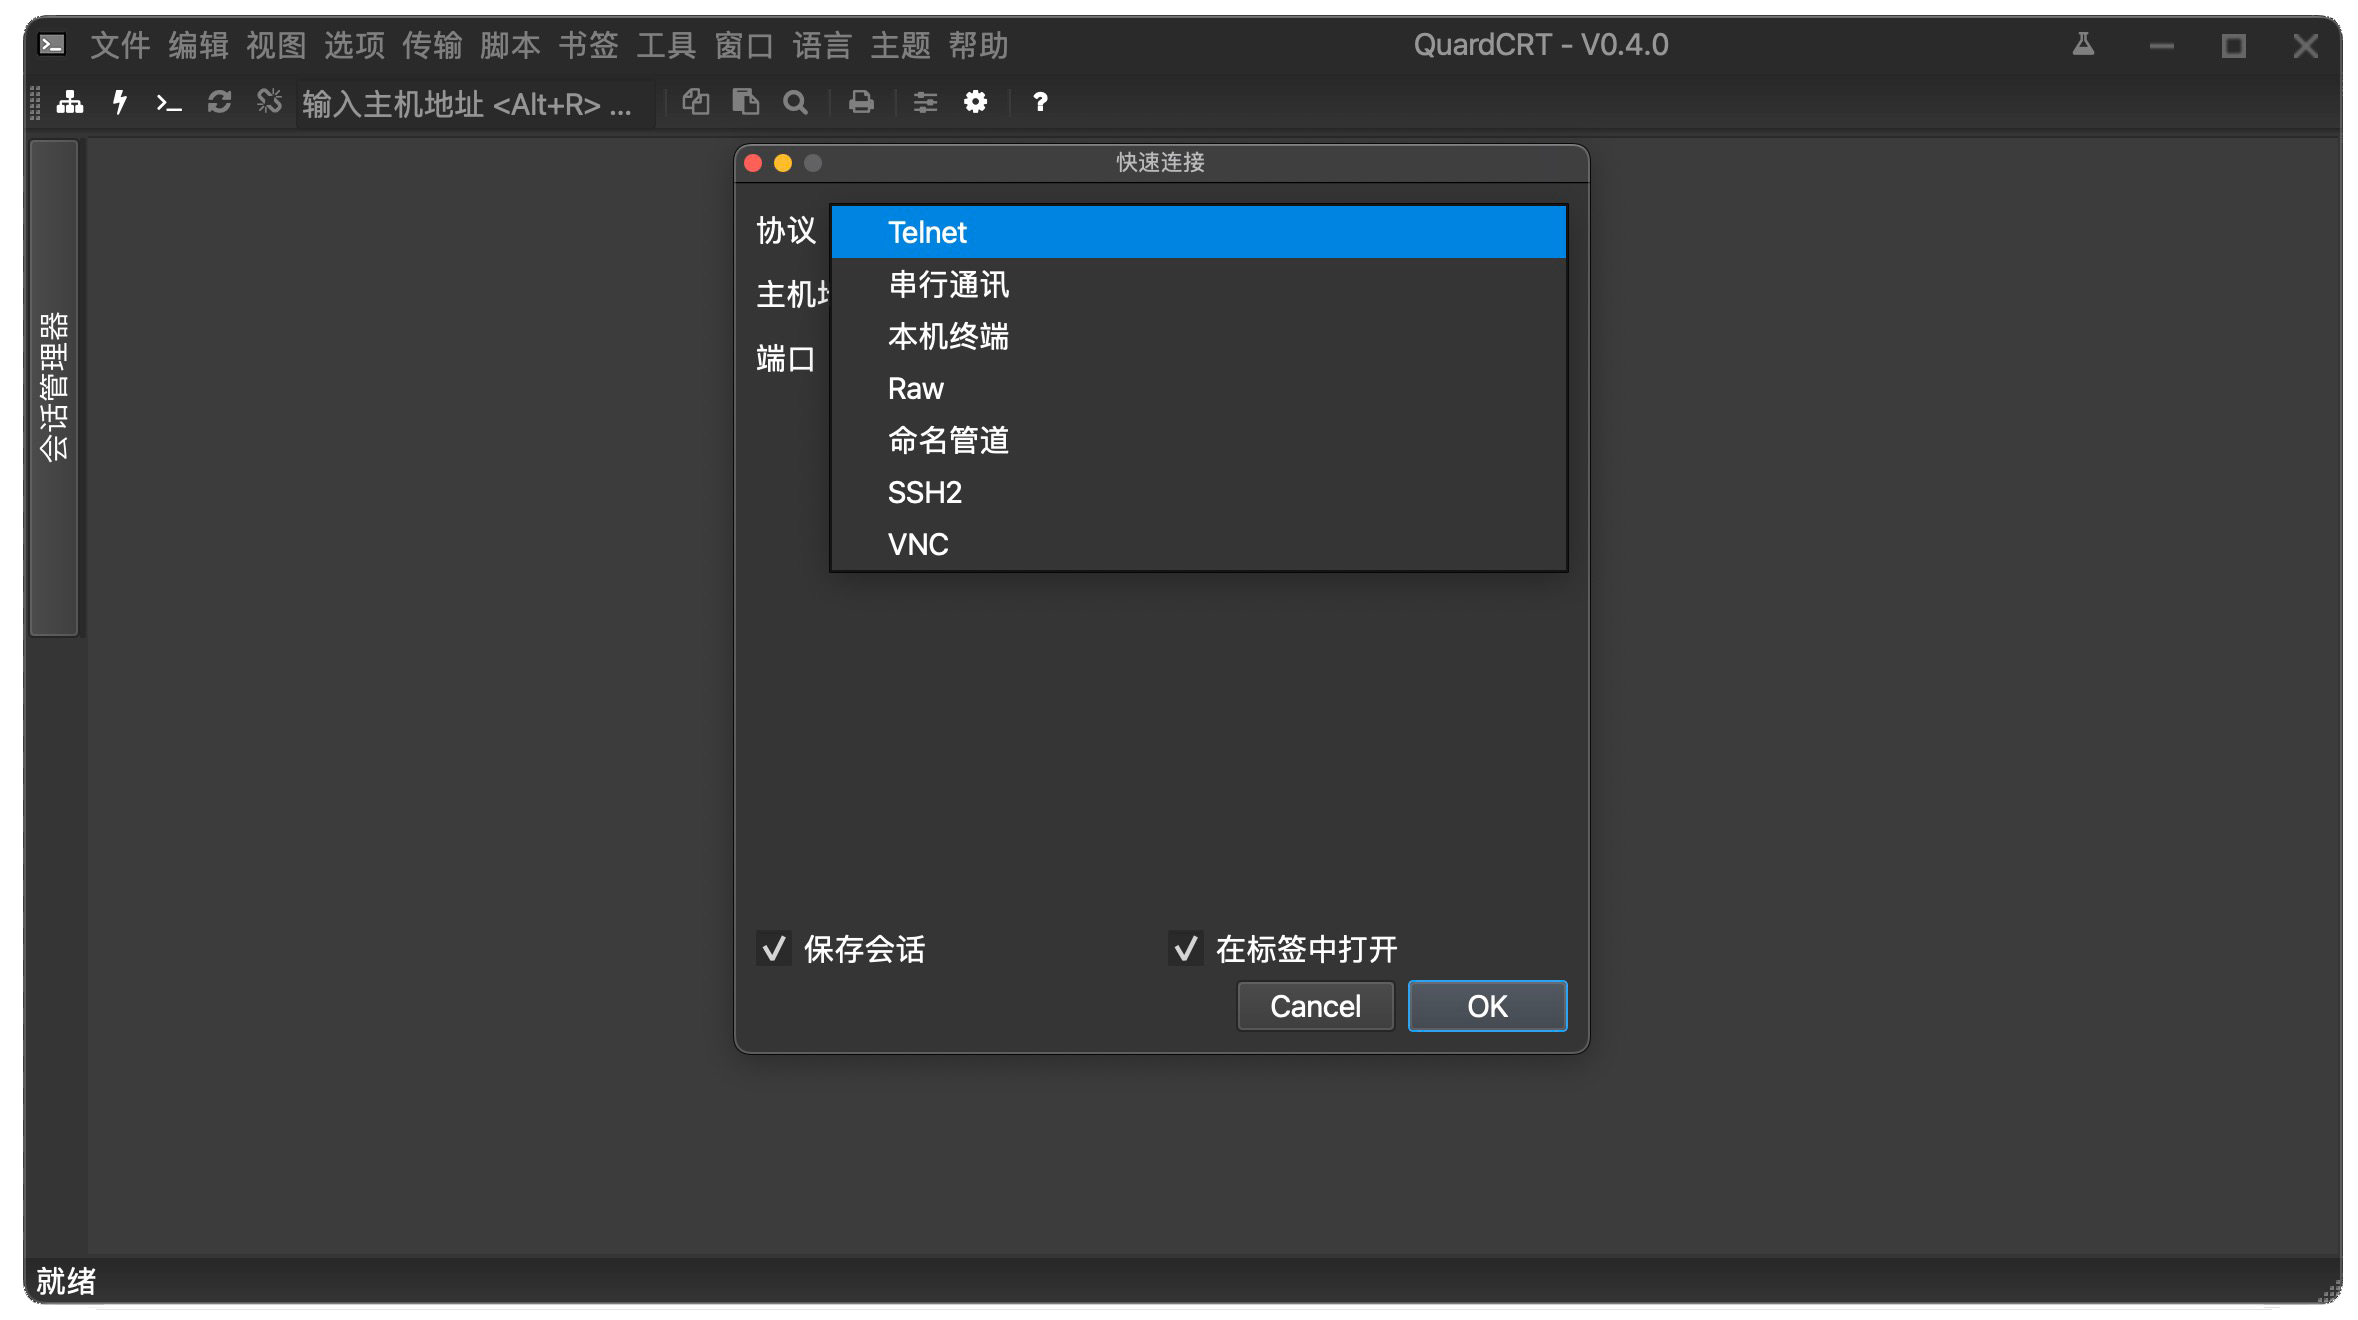 文件 编辑 视图 选项 传输 脚本 书签 工具 窗口 语言 主题 帮助
QuardCRT - V0.4.0
输入主机地址 <Alt+R> ...
会话管理器
快速连接
协议
Telnet
串行通讯
主机
本机终端
端口
Raw
命名管道
SSH2
VNC
保存会话
在标签中打开
Cancel
OK
就绪